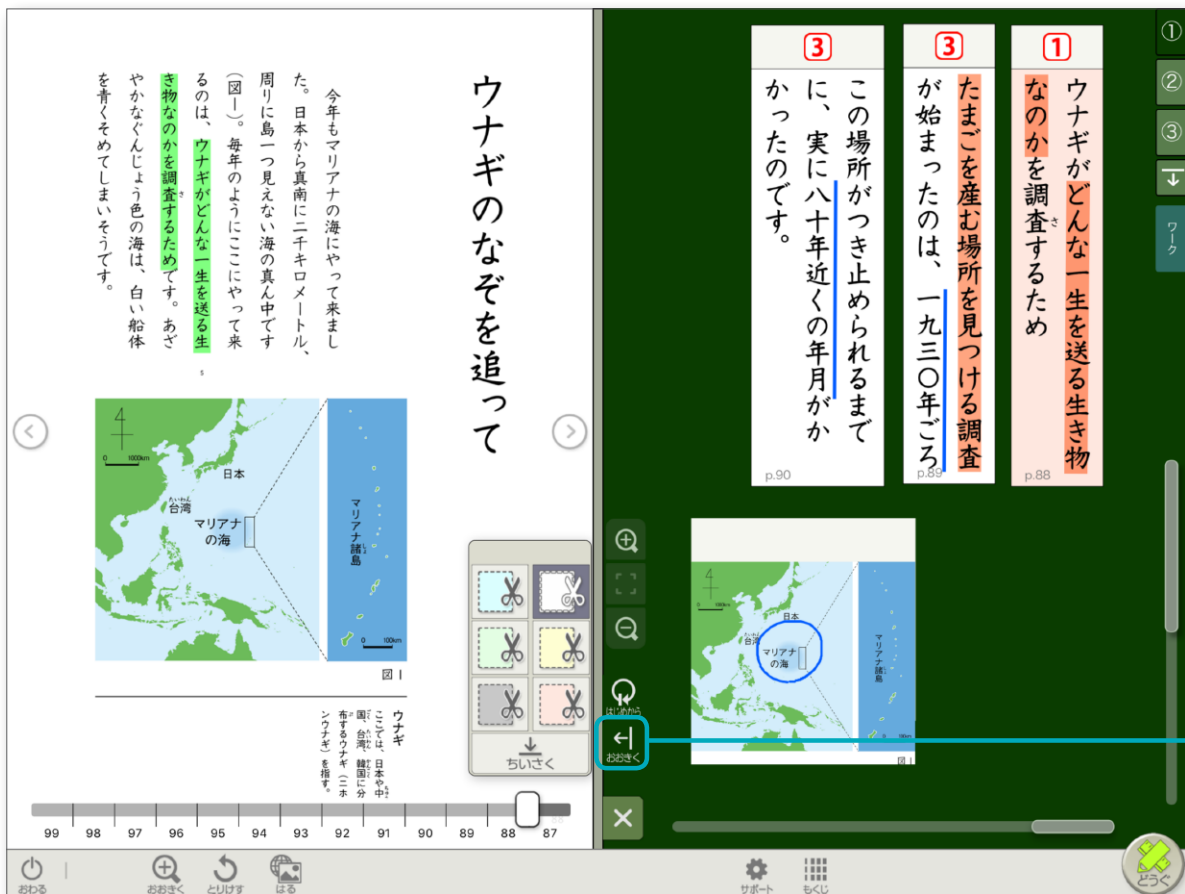 ウナギのなぞを追って
今年もマリアナの海にやって来まし
た。日本から真南に二千キロメートル、
周りに島一つ見えない海の真ん中です
(図1)。毎年のようにここにやって来
るのは、ウナギがどんな一生を送る生
き物なのかを調査するためです。あざ
やかなぐんじょう色の海は、白い船体
を青くそめてしまいそうです。
さ
5
4
0 1000km
日本
たいわん
台湾
マリアナ
の海
マリアナ諸島
しょ
0 100km
図1
ウナギ
ここでは、日本や中
国、台湾、韓国に分
布するウナギ(ニホ
ンウナギ)を指す。
ちいさく
99 98 97 96 95 94 93 92 91 90 89 88 87
1
ウナギがどんな一生を送る生き物
なのかを調査するため
さ
p.88
3
たまごを産む場所を見つける調査
が始まったのは、一九三〇年ごろ
p.89
3
この場所がつき止められるまで
に、実に八十年近くの年月がか
かったのです。
p.90
日本
台湾
マリアナ
の海
マリアナ諸島
図1
①
②
③
ワーク
はじめから
おおきく
おわる
おおきく
とりけす
はる
サポート
もくじ
どうぐ